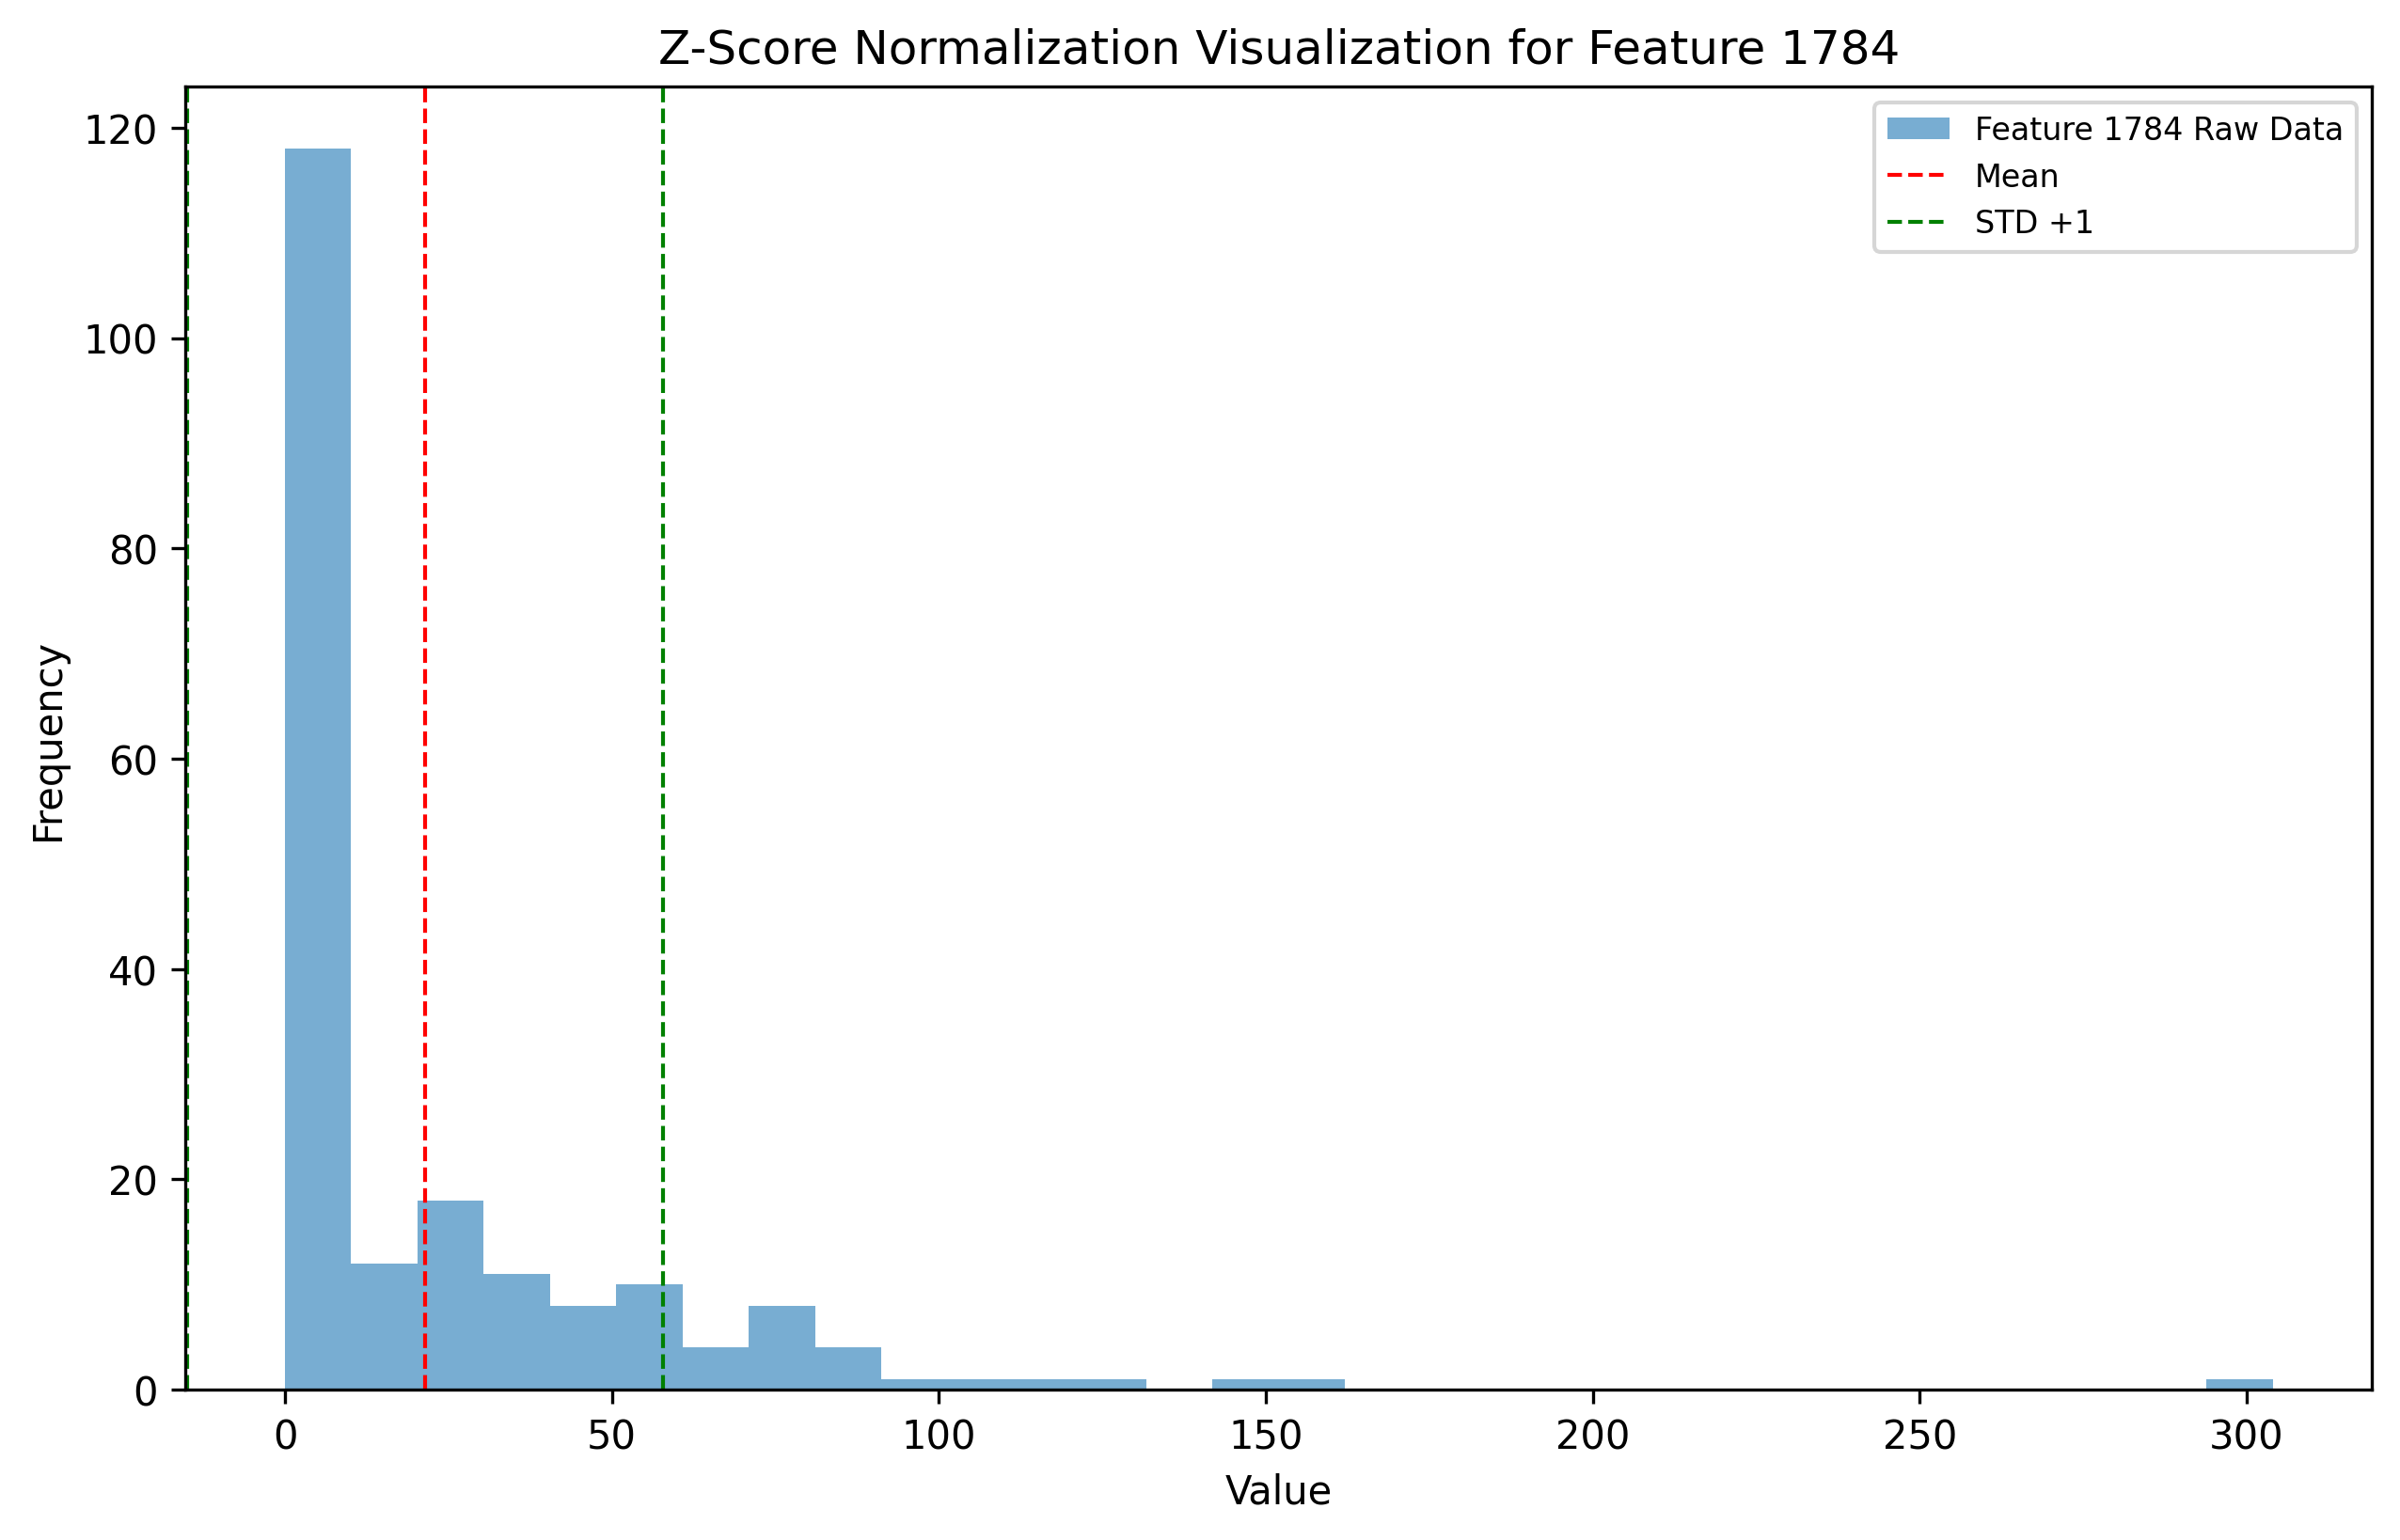 Z-Score Normalization Visualization for Feature 1784
Feature 1784 Raw Data
Mean
STD +1
Frequency
120
100
80
60
40
20
0
0 50 100 150 200 250 300
Value